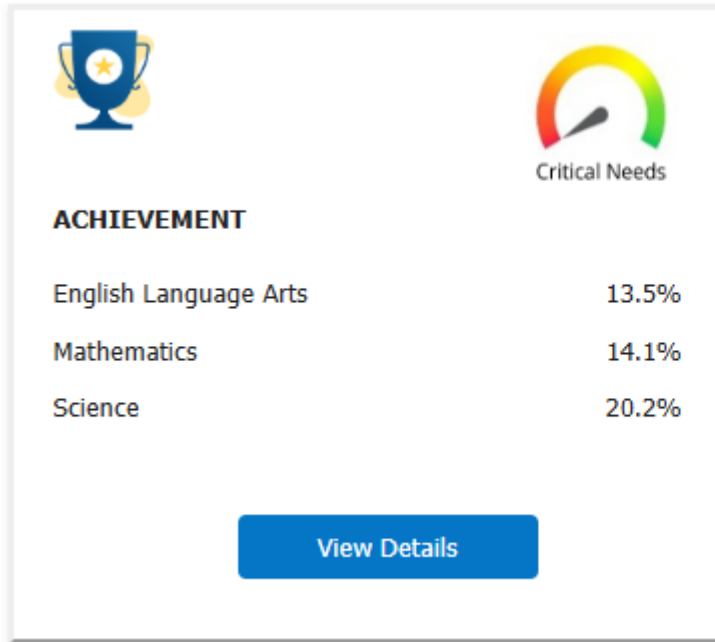 Critical Needs
ACHIEVEMENT
English Language Arts 13.5%
Mathematics 14.1%
Science 20.2%
View Details